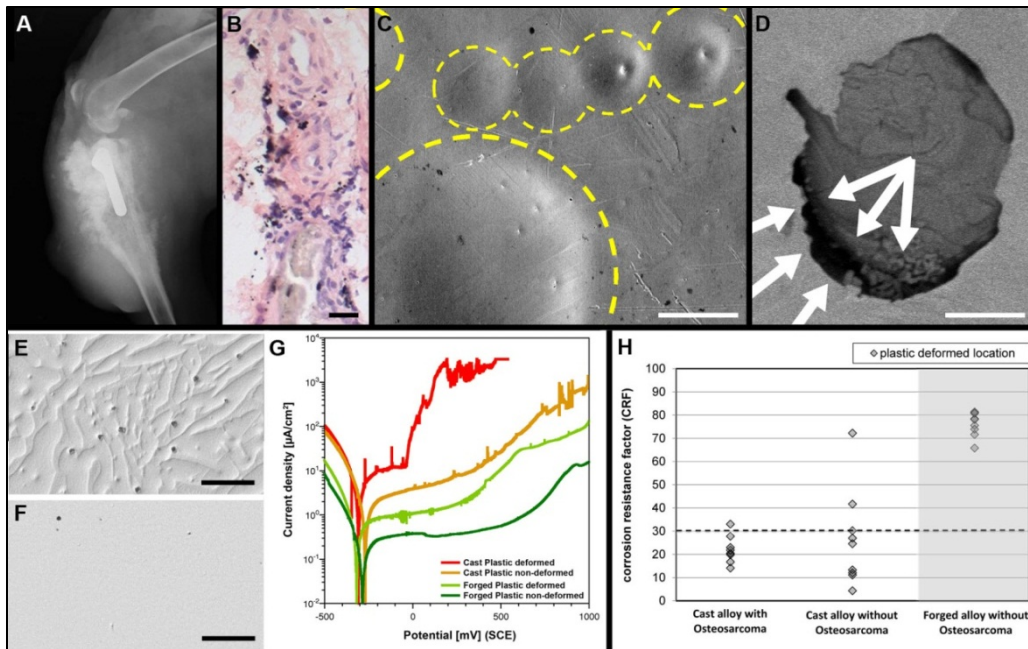 A
B
C
D
E
F
G
10⁴
10³
10²
10¹
10⁰
10⁻¹
10⁻²
Current density [µA/cm²]
Cast Plastic deformed
Cast Plastic non-deformed
Forged Plastic deformed
Forged Plastic non-deformed
-500
0
500
1000
Potential [mV] (SCE)
H
plastic deformed location
corrosion resistance factor (CRF)
100
90
80
70
60
50
40
30
20
10
0
Cast alloy with
Osteosarcoma
Cast alloy without
Osteosarcoma
Forged alloy without
Osteosarcoma